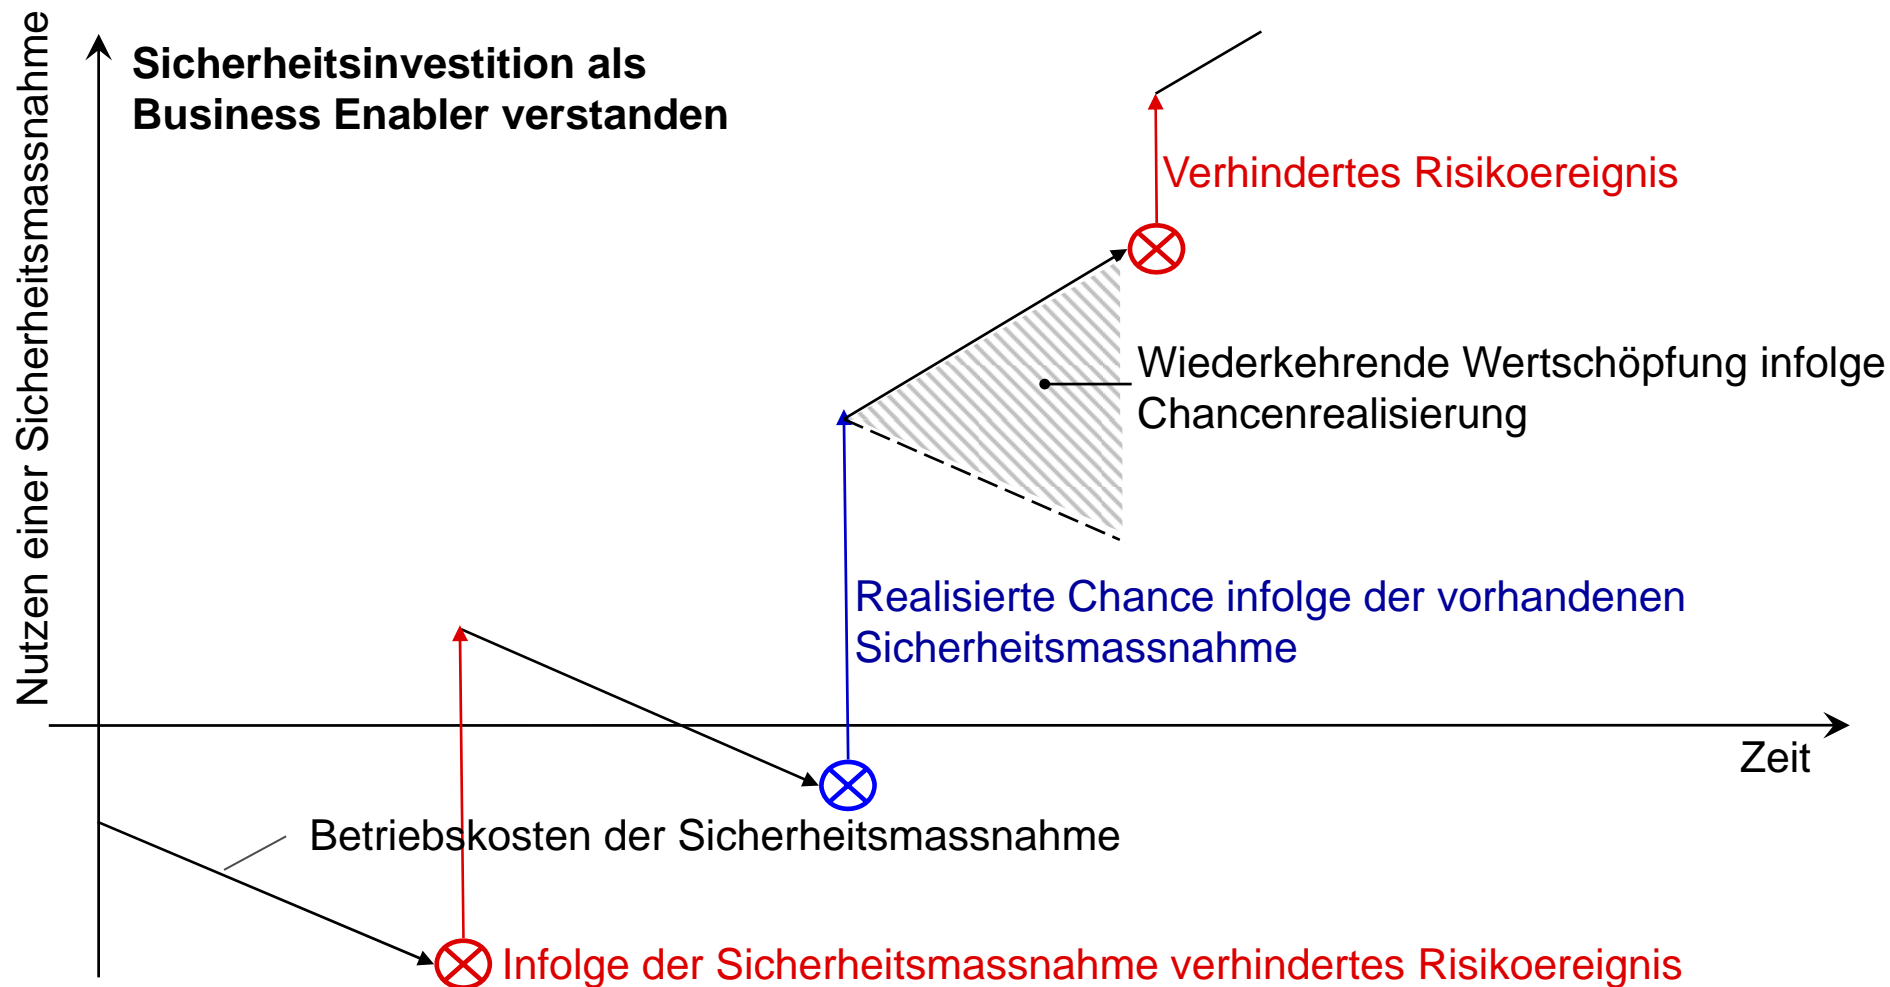 Nutzen einer Sicherheitsmassnahme
Sicherheitsinvestition als
Business Enabler verstanden
Verhindertes Risikoereignis
Wiederkehrende Wertschöpfung infolge
Chancenrealisierung
Realisierte Chance infolge der vorhandenen
Sicherheitsmassnahme
Zeit
Betriebskosten der Sicherheitsmassnahme
Infolge der Sicherheitsmassnahme verhindertes Risikoereignis